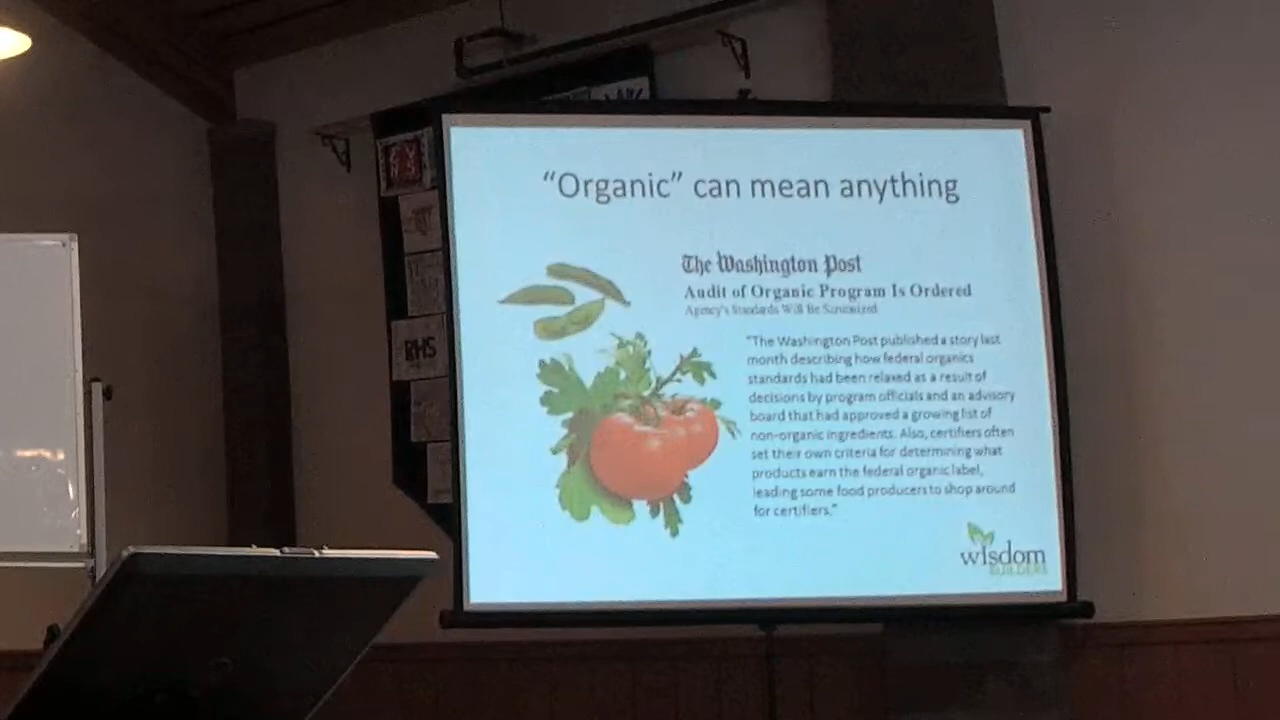 “Organic” can mean anything
The Washington Post
Audit of Organic Program Is Ordered
Agency's Standards Will Be Scrutinized
"The Washington Post published a story last
month describing how federal organics
standards had been relaxed as a result of
decisions by program officials and an advisory
board that had approved a growing list of
non-organic ingredients. Also, certifiers often
set their own criteria for determining what
products earn the federal organic label,
leading some food producers to shop around
for certifiers."
wisdom
BUILDERS
RHS